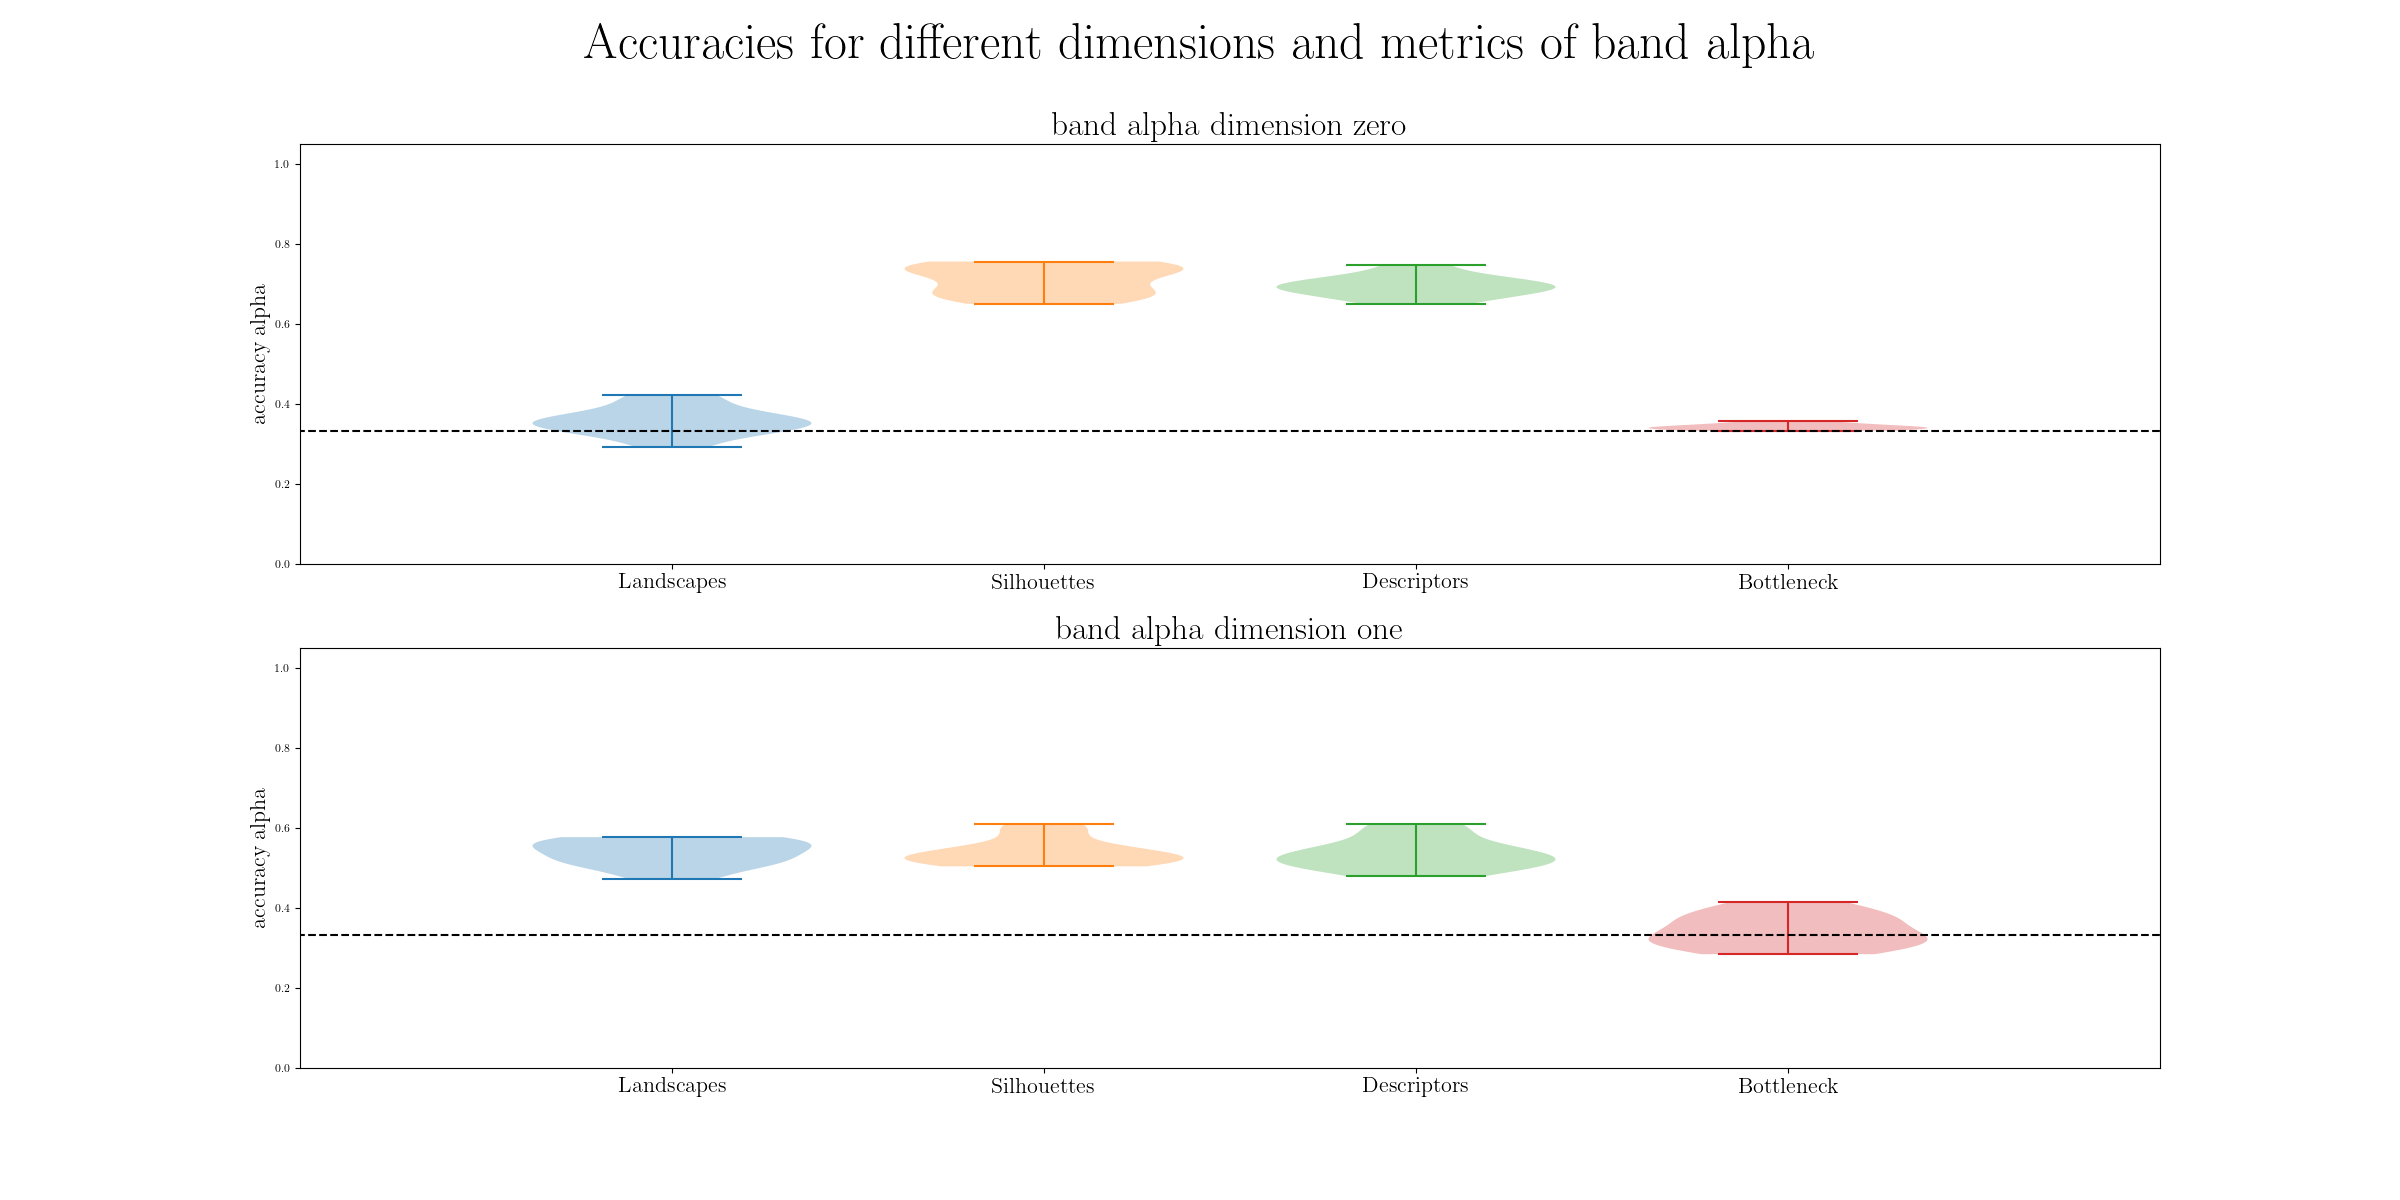 Accuracies for different dimensions and metrics of band alpha
band alpha dimension zero
accuracy alpha
1.0
0.8
0.6
0.4
0.2
0.0
Landscapes Silhouettes Descriptors Bottleneck
band alpha dimension one
accuracy alpha
1.0
0.8
0.6
0.4
0.2
0.0
Landscapes Silhouettes Descriptors Bottleneck